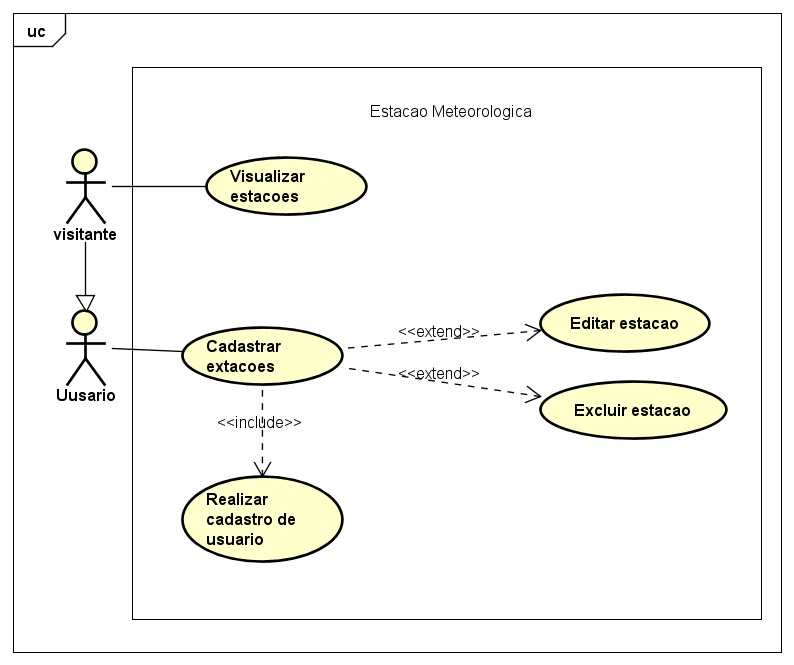 uc
Estacao Meteorologica
Visualizar
estacoes
visitante
Editar estacao
<<extend>>
Cadastrar
extacoes
<<extend>>
Uusario
Excluir estacao
<<include>>
Realizar
cadastro de
usuario